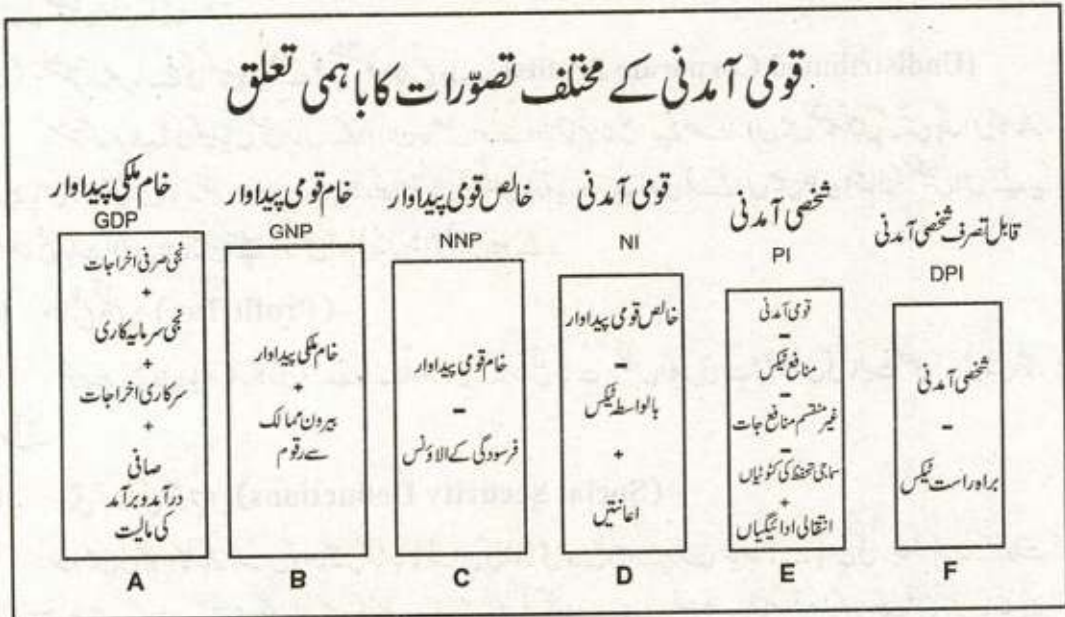 قومی آمدنی کے مختلف تصوّرات کا باہمی تعلق
خام ملکی پیداوار
GDP
نجی صرفی اخراجات
+
نجی سرمایہ کاری
+
سرکاری اخراجات
+
صافی
درآمد و برآمد
کی مالیت
A
خام قومی پیداوار
GNP
خام ملکی پیداوار
+
بیرون ممالک
سے رقوم
B
خالص قومی پیداوار
NNP
خام قومی پیداوار
-
فرسودگی کے الاؤنس
C
قومی آمدنی
NI
خالص قومی پیداوار
-
بالواسطہ ٹیکس
+
اعانتیں
D
شخصی آمدنی
PI
قومی آمدنی
-
منافع ٹیکس
-
غیر منقسم منافع جات
-
سماجی تحفظ کی کٹوتیاں
+
انتقالی ادائیگیاں
E
قابل تصرف شخصی آمدنی
DPI
شخصی آمدنی
-
براہ راست ٹیکس
F